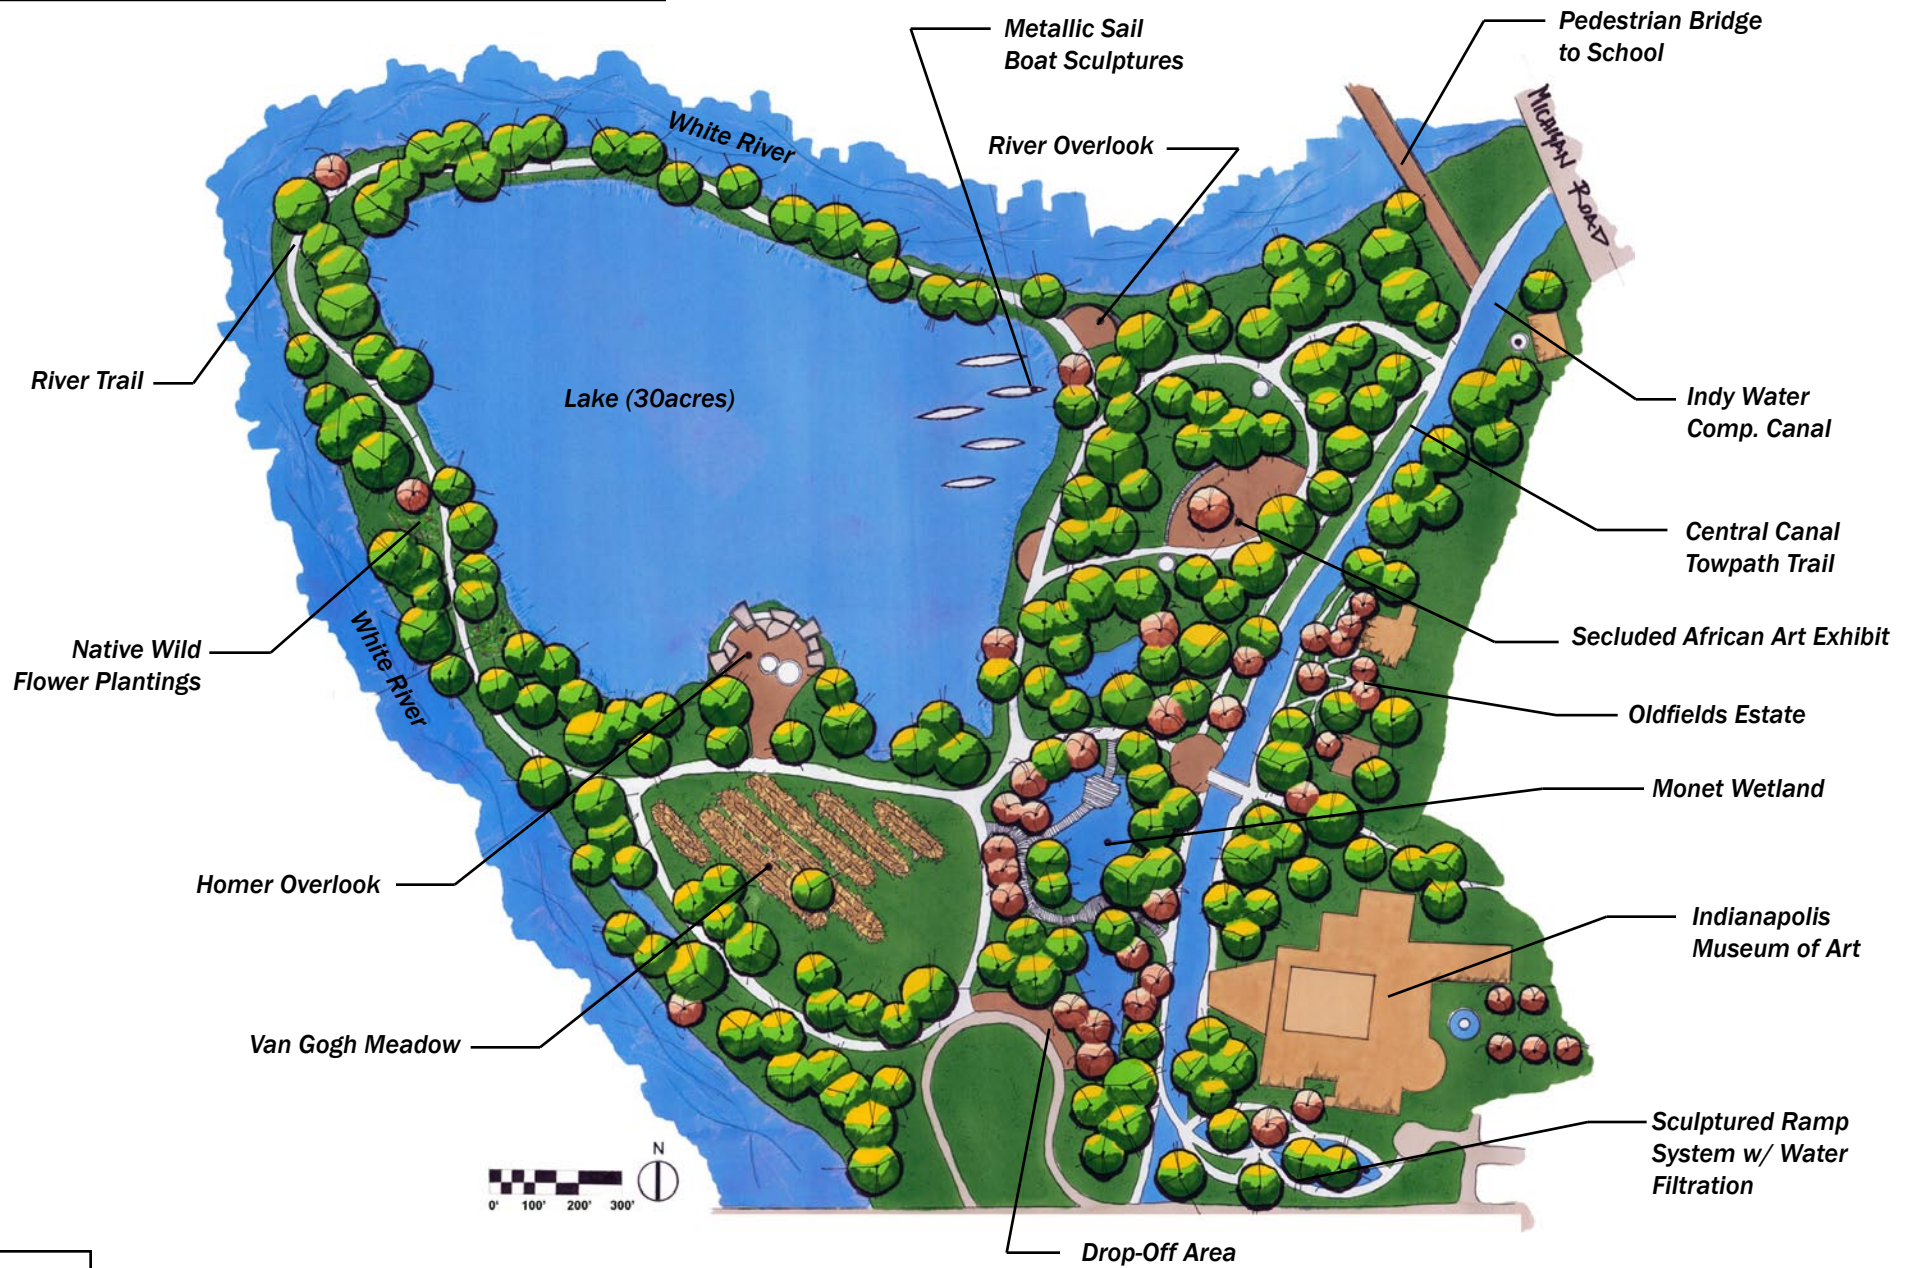 Metallic Sail
Boat Sculptures
Pedestrian Bridge
to School
MICHIGAN ROAD
White River
River Overlook
River Trail
Lake (30acres)
Indy Water
Comp. Canal
Central Canal
Towpath Trail
Native Wild
Flower Plantings
White River
Secluded African Art Exhibit
Oldfields Estate
Monet Wetland
Homer Overlook
Indianapolis
Museum of Art
Van Gogh Meadow
Sculptured Ramp
System w/ Water
Filtration
N
0' 100' 200' 300'
Drop-Off Area